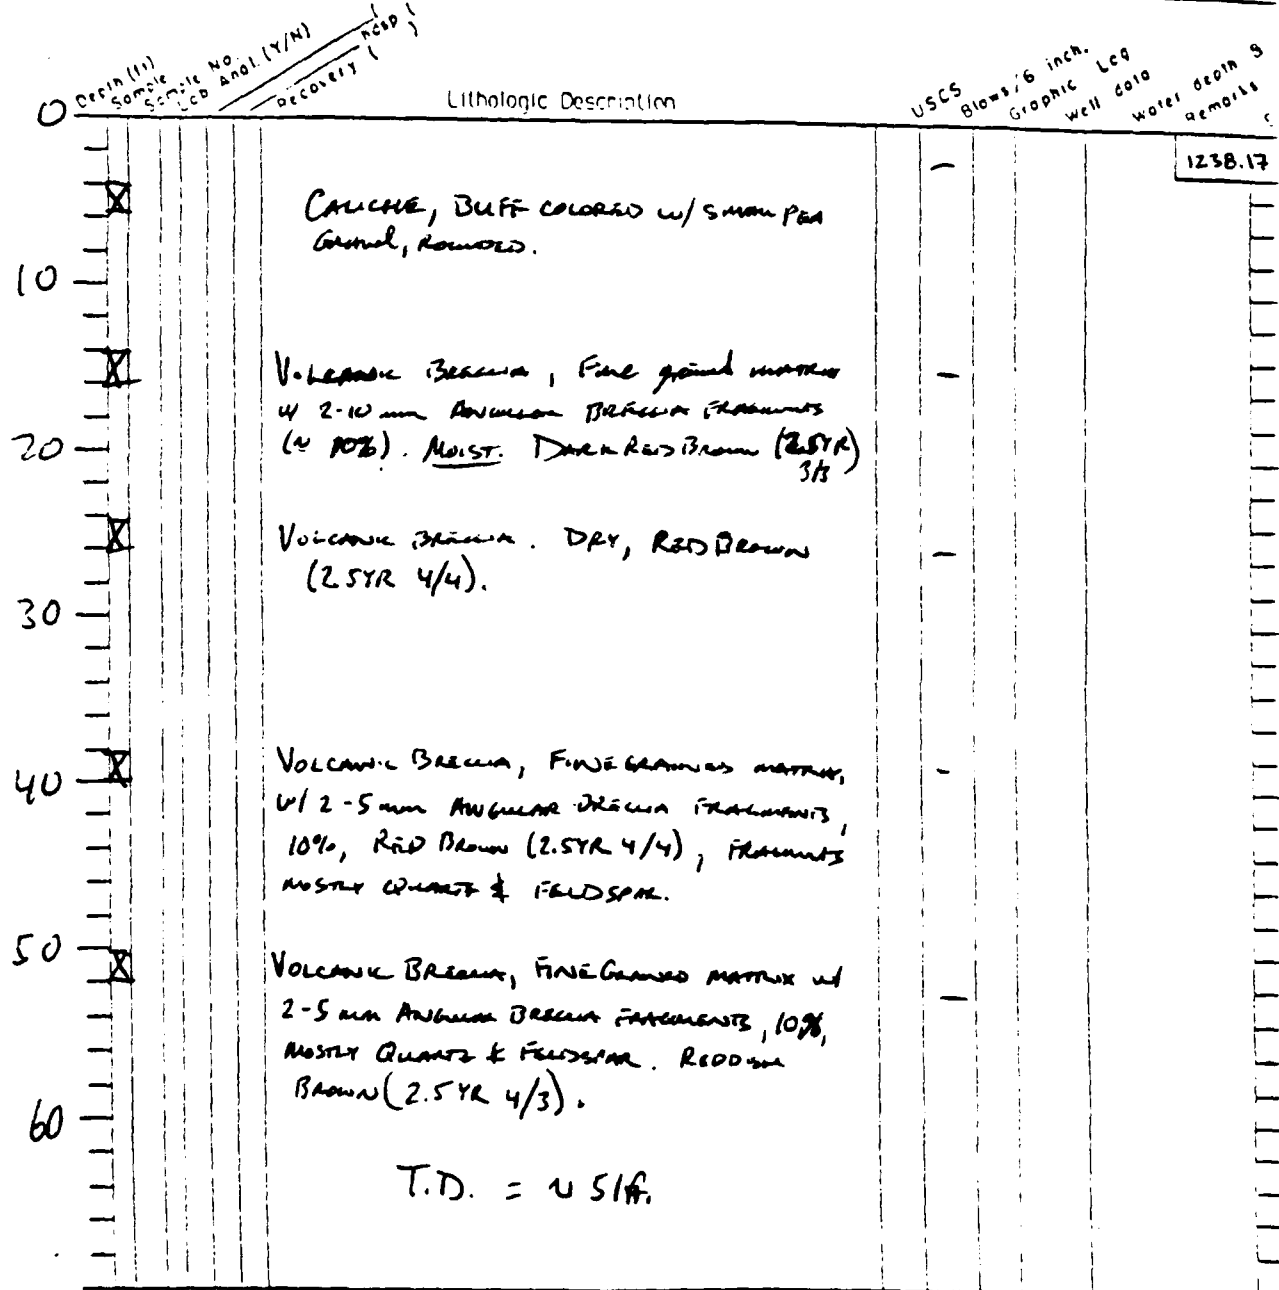 Depth (ft)
Sample
Sample No.
Lab Anal. (Y/N)
Recovery ( )
( )
Lithologic Description
USCS
Blows/6 inch.
Graphic Log
Well data
Water depth &
Remarks
0
1238.17
CALICHE, BUFF COLORED w/ SMALL PEA
Gravel, ROUNDED.
10
VOLCANIC BRECCIA, Fine grained MATRIX
w/ 2-10 mm ANGULAR BRECCIA FRAGMENTS
(~ 10%). MOIST. DARK RED BROWN (2.5YR
3/3)
20
VOLCANIC BRECCIA. DRY, RED BROWN
(2.5YR 4/4).
30
VOLCANIC BRECCIA, FINE GRAINED MATRIX,
w/ 2-5 mm ANGULAR BRECCIA FRAGMENTS,
40
10%, RED BROWN (2.5YR 4/4), FRAGMENTS
MOSTLY QUARTZ & FELDSPAR.
50
VOLCANIC BRECCIA, FINE GRAINED MATRIX w/
2-5 mm ANGULAR BRECCIA FRAGMENTS, 10%,
MOSTLY QUARTZ & FELDSPAR. REDDISH
BROWN (2.5YR 4/3).
60
T.D. = ~ 51 ft.